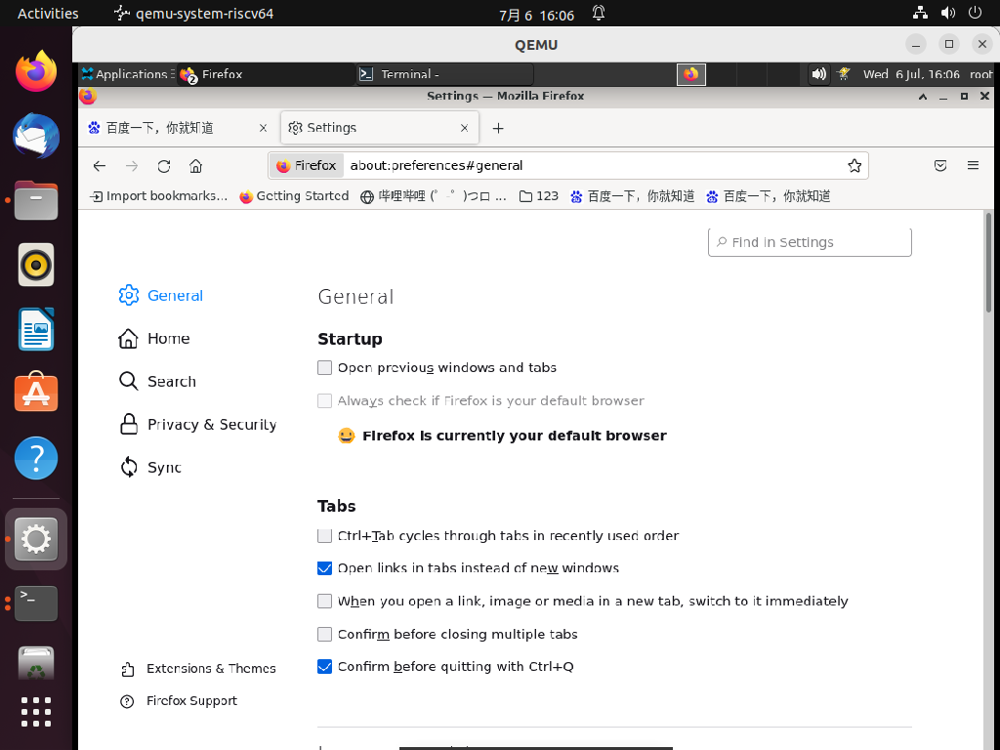 Activities
qemu-system-riscv64
7月 6 16:06
QEMU
Applications
2
Firefox
Terminal -
Wed 6 Jul, 16:06
root
Settings — Mozilla Firefox
百度一下，你就知道
Settings
Firefox
about:preferences#general
Import bookmarks...
Getting Started
哔哩哔哩 (゜-゜)つロ ...
123
百度一下，你就知道
百度一下，你就知道
Find in Settings
General
Home
Search
Privacy & Security
Sync
Extensions & Themes
Firefox Support
General
Startup
Open previous windows and tabs
Always check if Firefox is your default browser
Firefox is currently your default browser
Tabs
Ctrl+Tab cycles through tabs in recently used order
Open links in tabs instead of new windows
When you open a link, image or media in a new tab, switch to it immediately
Confirm before closing multiple tabs
Confirm before quitting with Ctrl+Q